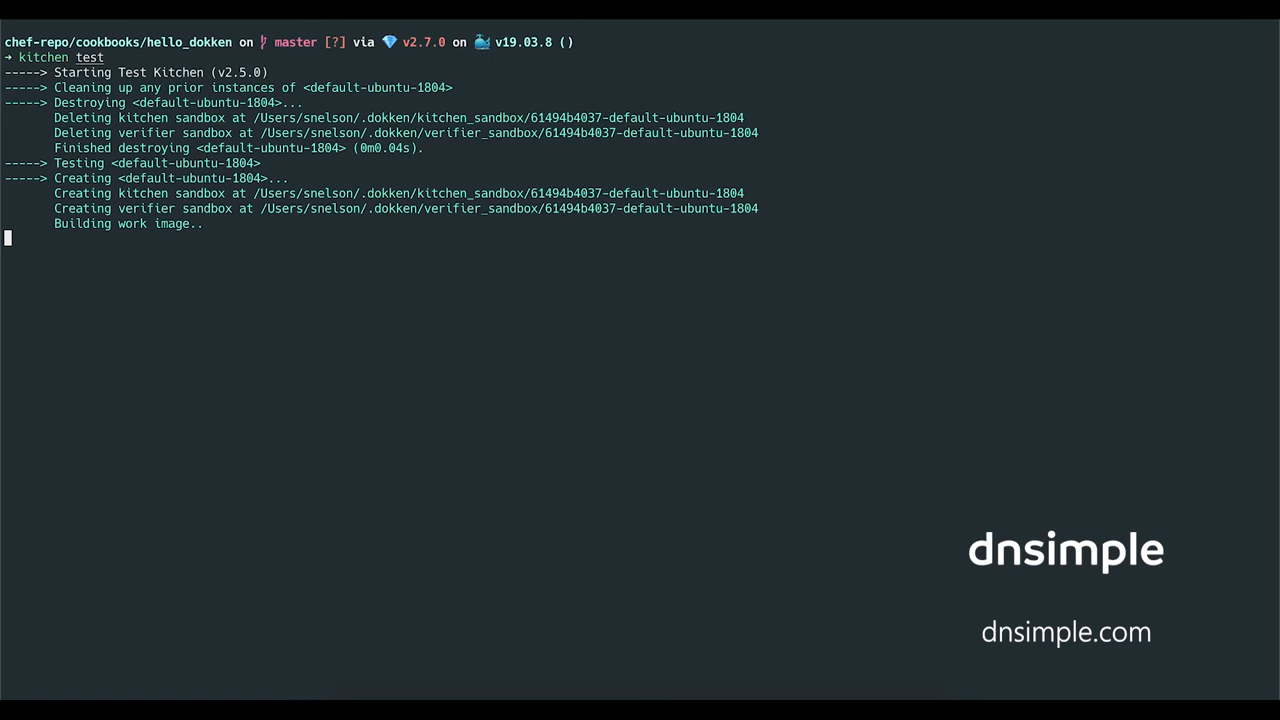 chef-repo/cookbooks/hello_dokken on master [?] via 💎 v2.7.0 on 🐳 v19.03.8 ()
➜ kitchen test
-----> Starting Test Kitchen (v2.5.0)
-----> Cleaning up any prior instances of <default-ubuntu-1804>
-----> Destroying <default-ubuntu-1804>...
Deleting kitchen sandbox at /Users/snelson/.dokken/kitchen_sandbox/61494b4037-default-ubuntu-1804
Deleting verifier sandbox at /Users/snelson/.dokken/verifier_sandbox/61494b4037-default-ubuntu-1804
Finished destroying <default-ubuntu-1804> (0m0.04s).
-----> Testing <default-ubuntu-1804>
-----> Creating <default-ubuntu-1804>...
Creating kitchen sandbox at /Users/snelson/.dokken/kitchen_sandbox/61494b4037-default-ubuntu-1804
Creating verifier sandbox at /Users/snelson/.dokken/verifier_sandbox/61494b4037-default-ubuntu-1804
Building work image..
dnsimple
dnsimple.com